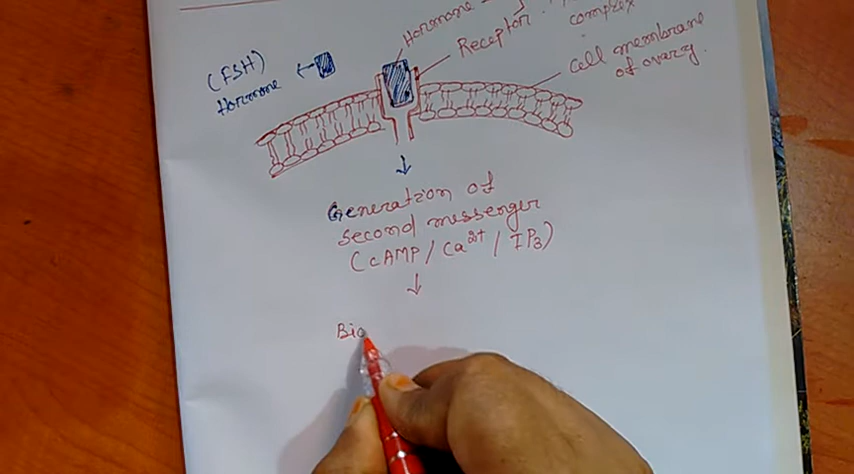 Hormone
complex
Receptor
Cell membrane
of ovary.
(FSH)
Hormone
Generation of
second messenger
(CAMP / Ca²⁺ / IP₃)
Bio